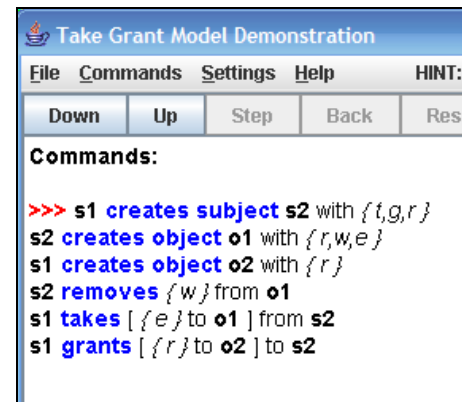 Take Grant Model Demonstration
File Commands Settings Help HINT:
Down Up Step Back Res
Commands:
>>> s1 creates subject s2 with { t,g,r }
s2 creates object o1 with { r,w,e }
s1 creates object o2 with { r }
s2 removes { w } from o1
s1 takes [ { e } to o1 ] from s2
s1 grants [ { r } to o2 ] to s2